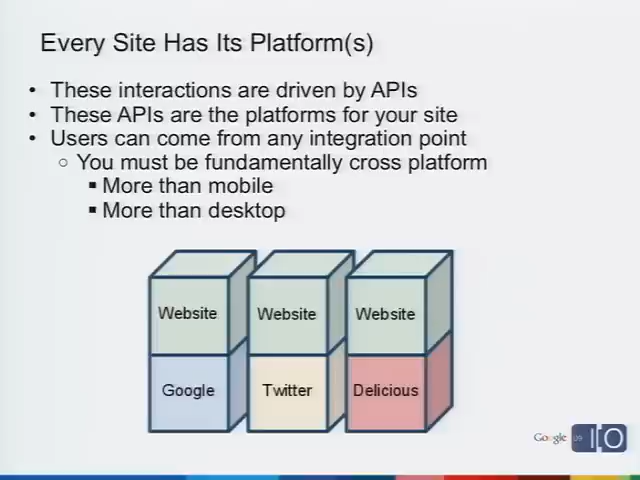 Every Site Has Its Platform(s)
• These interactions are driven by APIs
• These APIs are the platforms for your site
• Users can come from any integration point
○ You must be fundamentally cross platform
▪ More than mobile
▪ More than desktop
Website Website Website
Google Twitter Delicious
Google 09 IO